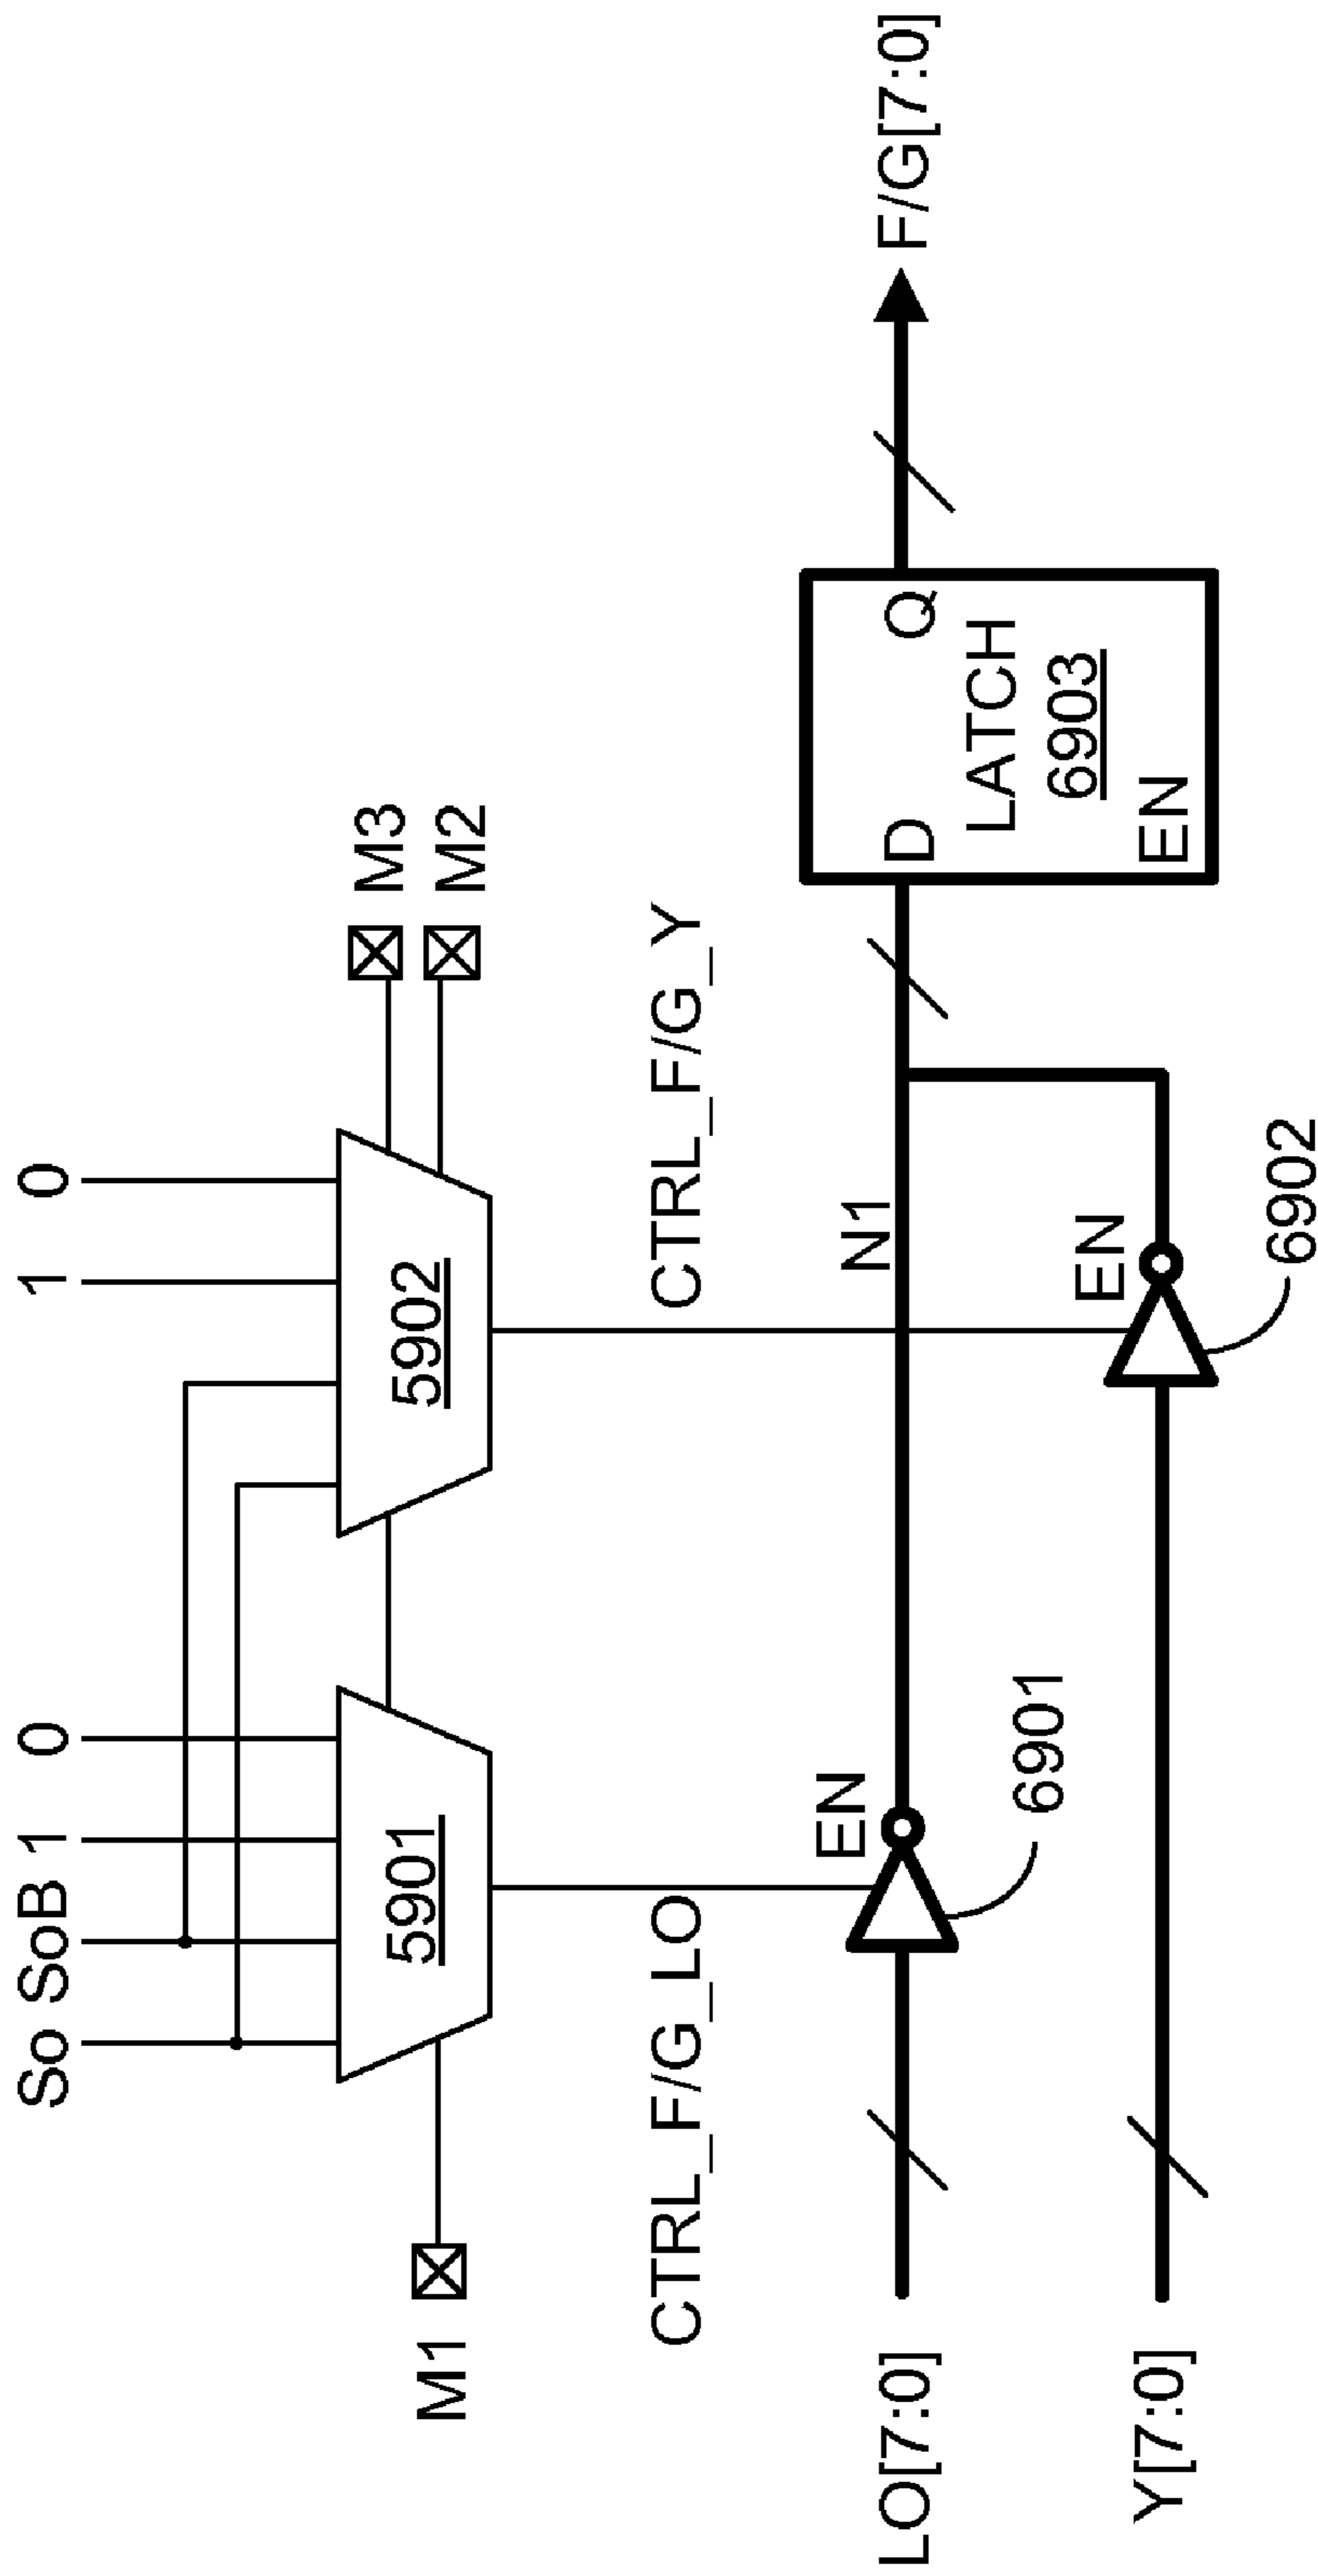 So SoB 1 0
1 0
5901
5902
M3
M2
M1
CTRL_F/G_LO
CTRL_F/G_Y
EN
N1
LO[7:0]
6901
EN
Y[7:0]
6902
D Q
LATCH
6903
EN
F/G[7:0]